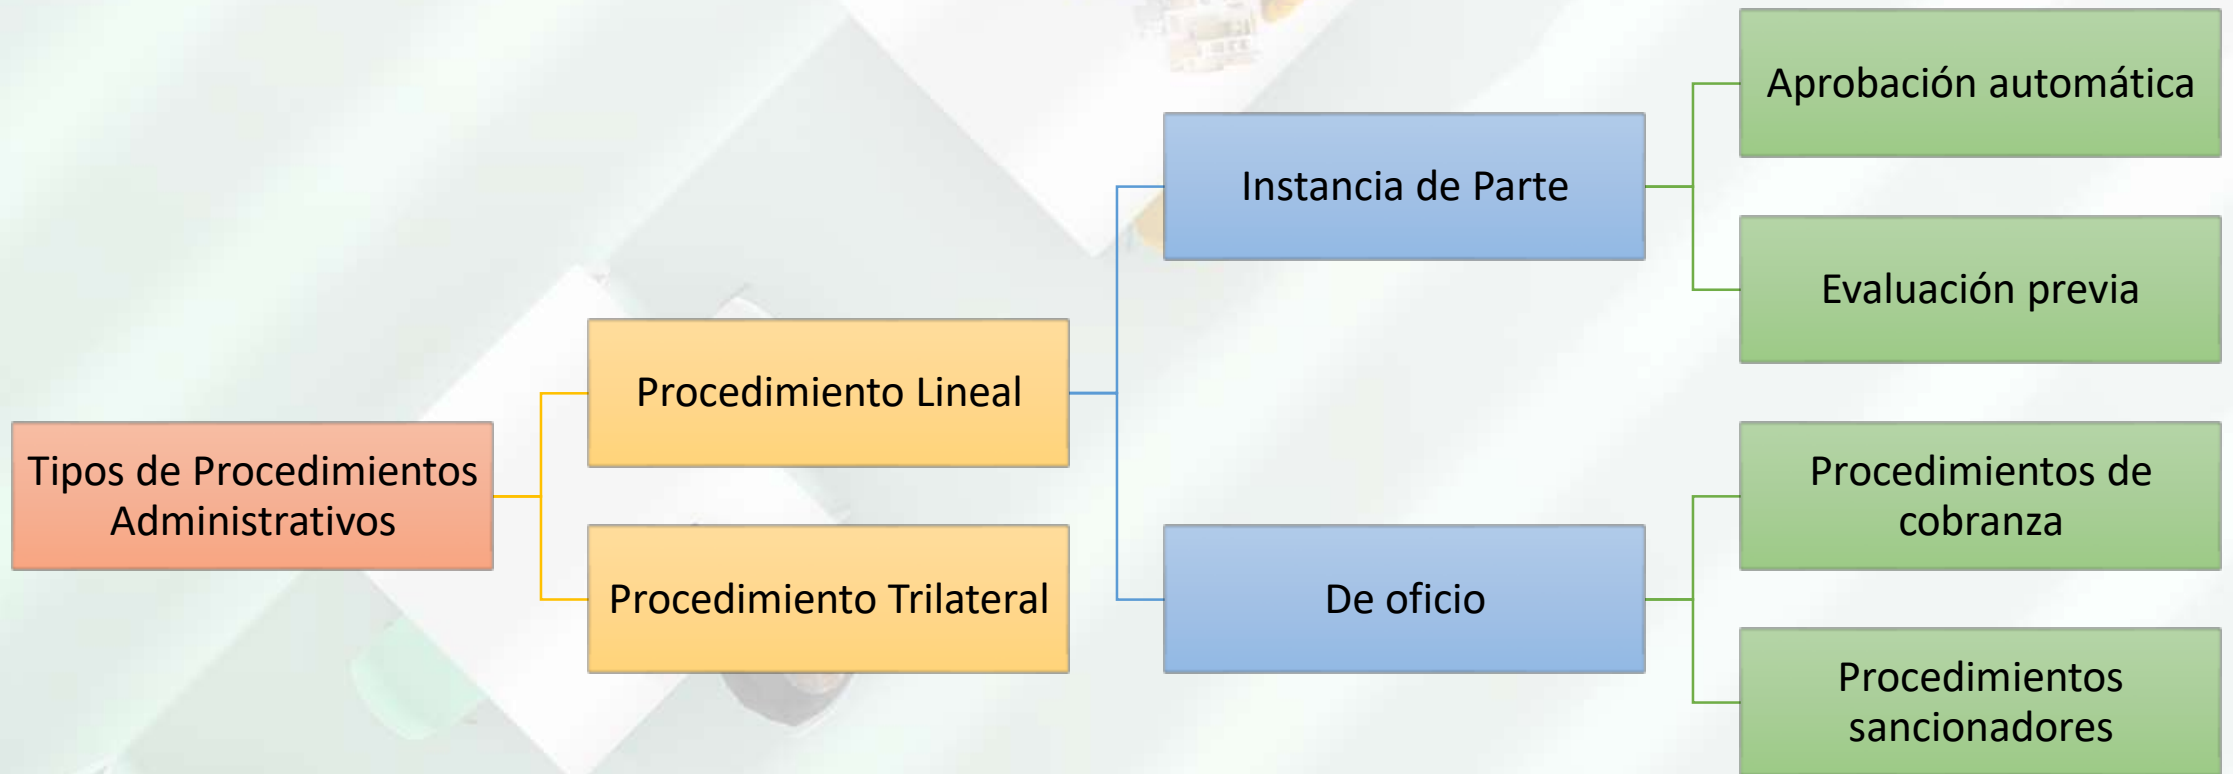 Tipos de Procedimientos
Administrativos
Procedimiento Lineal
Procedimiento Trilateral
Instancia de Parte
De oficio
Aprobación automática
Evaluación previa
Procedimientos de
cobranza
Procedimientos
sancionadores